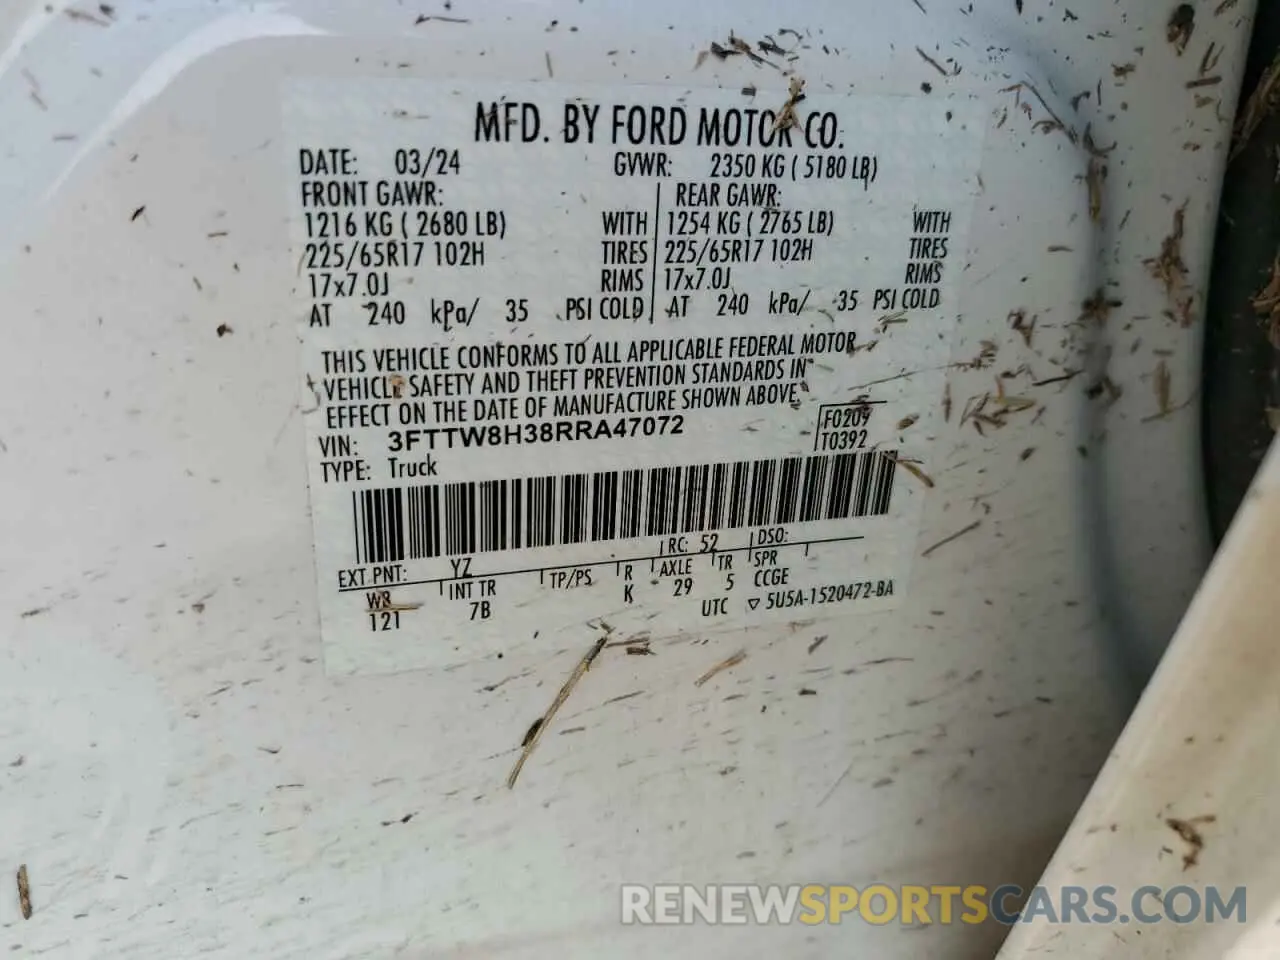 MFD. BY FORD MOTOR CO.
DATE: 03/24 GVWR: 2350 KG ( 5180 LB)
FRONT GAWR: REAR GAWR:
1216 KG ( 2680 LB) WITH 1254 KG ( 2765 LB) WITH
225/65R17 102H TIRES 225/65R17 102H TIRES
17x7.0J RIMS 17x7.0J RIMS
AT 240 kPa/ 35 PSI COLD AT 240 kPa/ 35 PSI COLD
THIS VEHICLE CONFORMS TO ALL APPLICABLE FEDERAL MOTOR
VEHICLE SAFETY AND THEFT PREVENTION STANDARDS IN
EFFECT ON THE DATE OF MANUFACTURE SHOWN ABOVE.
VIN: 3FTTW8H38RRA47072 F0209
TYPE: Truck T0392
EXT PNT: YZ RC: 52 DSO:
WB INT TR TP/PS R AXLE TR SPR
121 7B K 29 5 CCGE
UTC ▽ 5U5A-1520472-BA
RENEWSPORTSCARS.COM